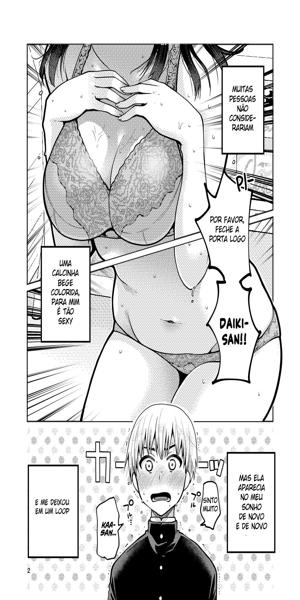 MUITAS
PESSOAS NÃO
CONSIDE-
RARIAM
POR FAVOR,
FECHE A
PORTA LOGO
DAIKI-
SAN!!
UMA
CALCINHA
BEGE
COLORIDA,
PARA MIM
É TÃO
SEXY
SINTO
MUITO
MAS ELA
APARECIA
NO MEU
SONHO
DE NOVO
E DE NOVO
E ME DEIXOU
EM UM LOOP
KAA-
SAN..
2